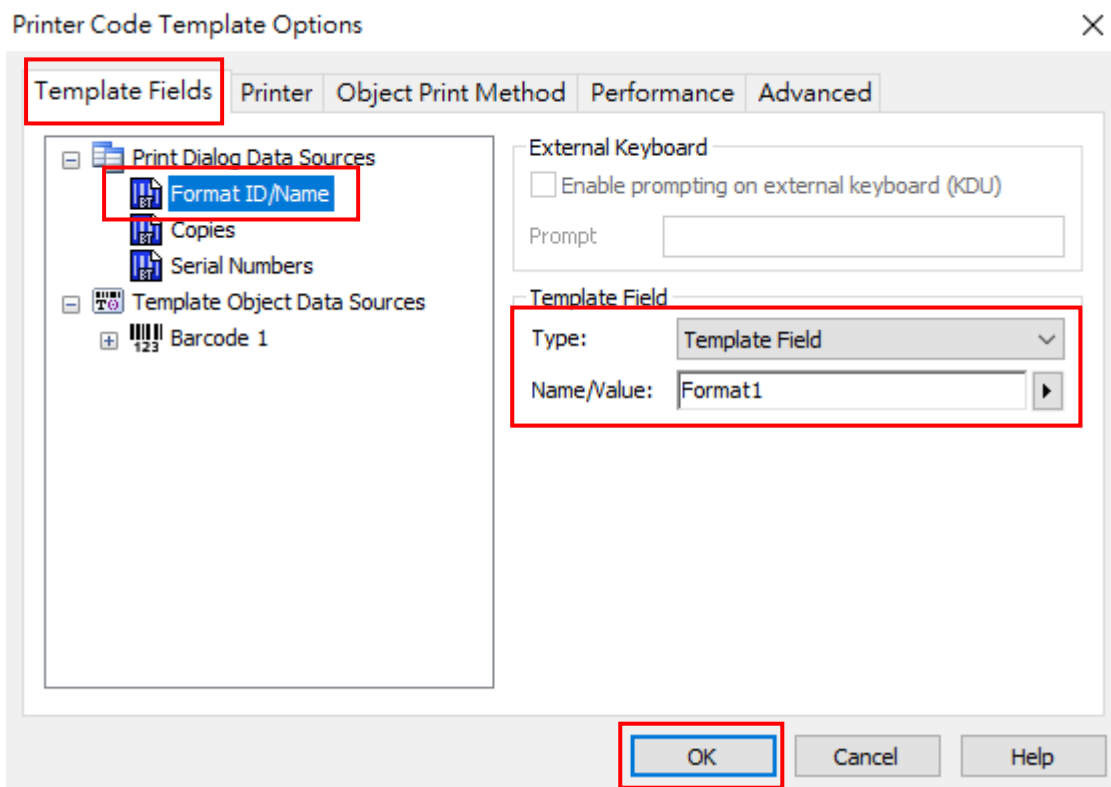 Printer Code Template Options
Template Fields
Printer
Object Print Method
Performance
Advanced
Print Dialog Data Sources
Format ID/Name
Copies
Serial Numbers
Template Object Data Sources
Barcode 1
External Keyboard
Enable prompting on external keyboard (KDU)
Prompt
Template Field
Type: Template Field
Name/Value: Format1
OK
Cancel
Help